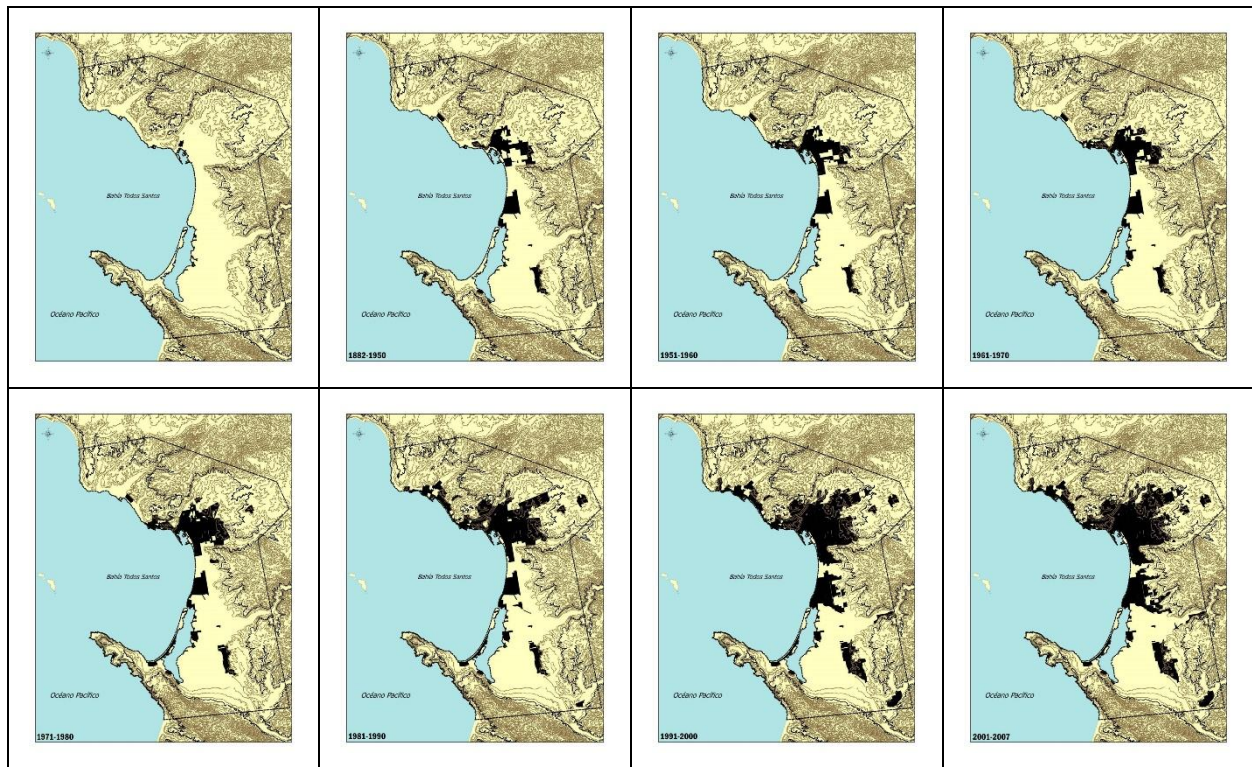 Bahía Todos Santos
Océano Pacífico
Bahía Todos Santos
Océano Pacífico
1882-1950
Bahía Todos Santos
Océano Pacífico
1951-1960
Bahía Todos Santos
Océano Pacífico
1961-1970
Bahía Todos Santos
Océano Pacífico
1971-1980
Bahía Todos Santos
Océano Pacífico
1981-1990
Bahía Todos Santos
Océano Pacífico
1991-2000
Bahía Todos Santos
Océano Pacífico
2001-2007